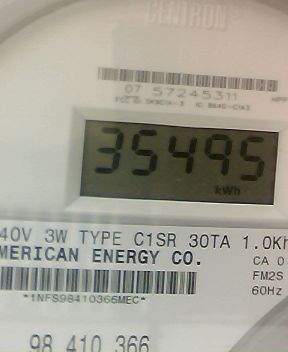 CENTRON®
07 57245311
35495
kWh
40V 3W TYPE C1SR 30TA 1.0Kh
MERICAN ENERGY CO.
CA 0
FM2S
60Hz
*1NFS98410366MEC*
98 410 366